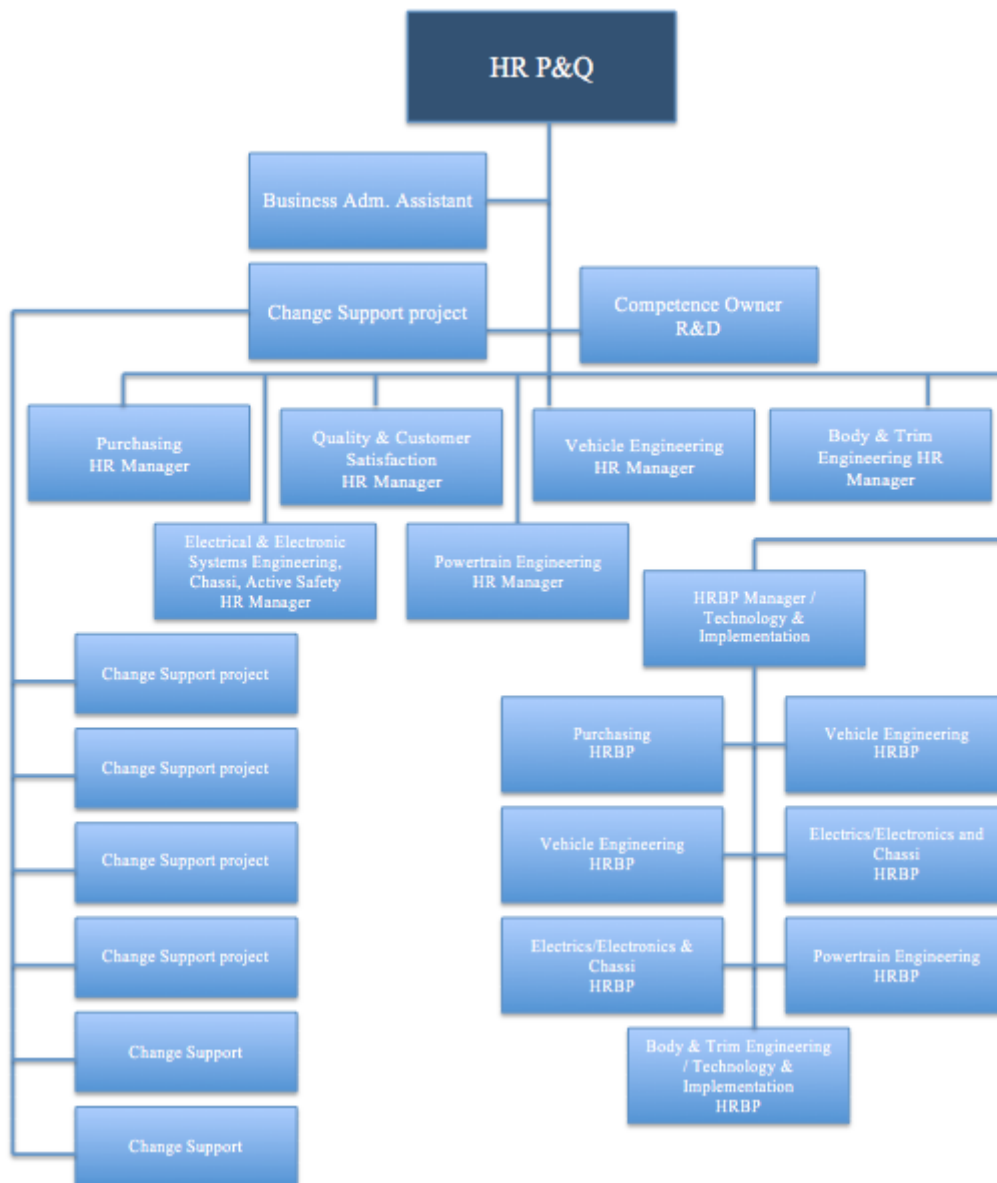 HR P&Q
Business Adm. Assistant
Change Support project
Competence Owner
R&D
Purchasing
HR Manager
Quality & Customer
Satisfaction
HR Manager
Vehicle Engineering
HR Manager
Body & Trim
Engineering HR
Manager
Electrical & Electronic
Systems Engineering,
Chassi, Active Safety
HR Manager
Powertrain Engineering
HR Manager
HRBP Manager /
Technology &
Implementation
Change Support project
Change Support project
Change Support project
Change Support project
Change Support
Change Support
Purchasing
HRBP
Vehicle Engineering
HRBP
Vehicle Engineering
HRBP
Electrics/Electronics and
Chassi
HRBP
Electrics/Electronics &
Chassi
HRBP
Powertrain Engineering
HRBP
Body & Trim Engineering
/ Technology &
Implementation
HRBP